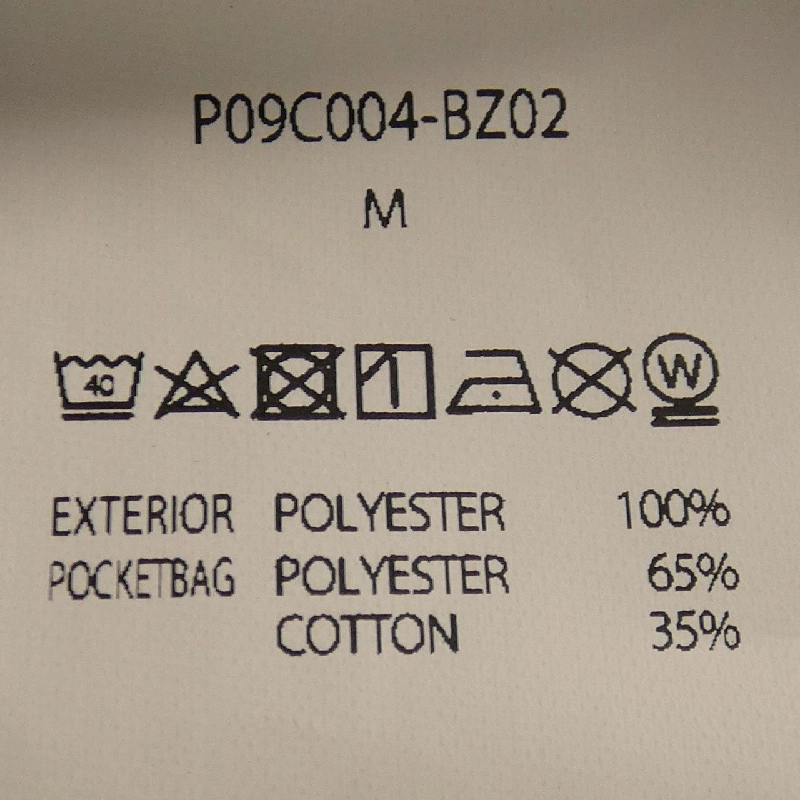 P09C004-BZ02
M
40 W
EXTERIOR POLYESTER 100%
POCKETBAG POLYESTER 65%
COTTON 35%